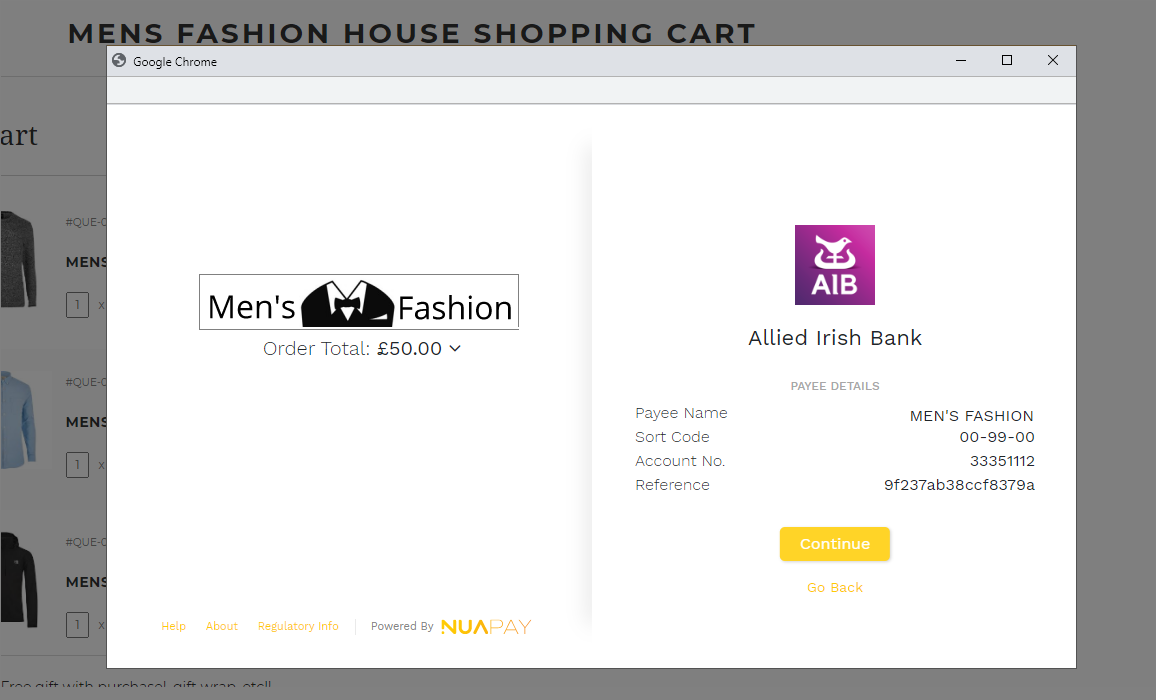 MENS FASHION HOUSE SHOPPING CART
Google Chrome
art
#QUE-0
MENS
1 x
#QUE-0
MENS
1 x
#QUE-0
MENS
1 x
Men's Fashion
Order Total: £50.00
Help About Regulatory Info Powered By NUAPAY
AIB
Allied Irish Bank
PAYEE DETAILS
Payee Name MEN'S FASHION
Sort Code 00-99-00
Account No. 33351112
Reference 9f237ab38ccf8379a
Continue
Go Back
Free gift with purchase!, gift wrap, etc!!